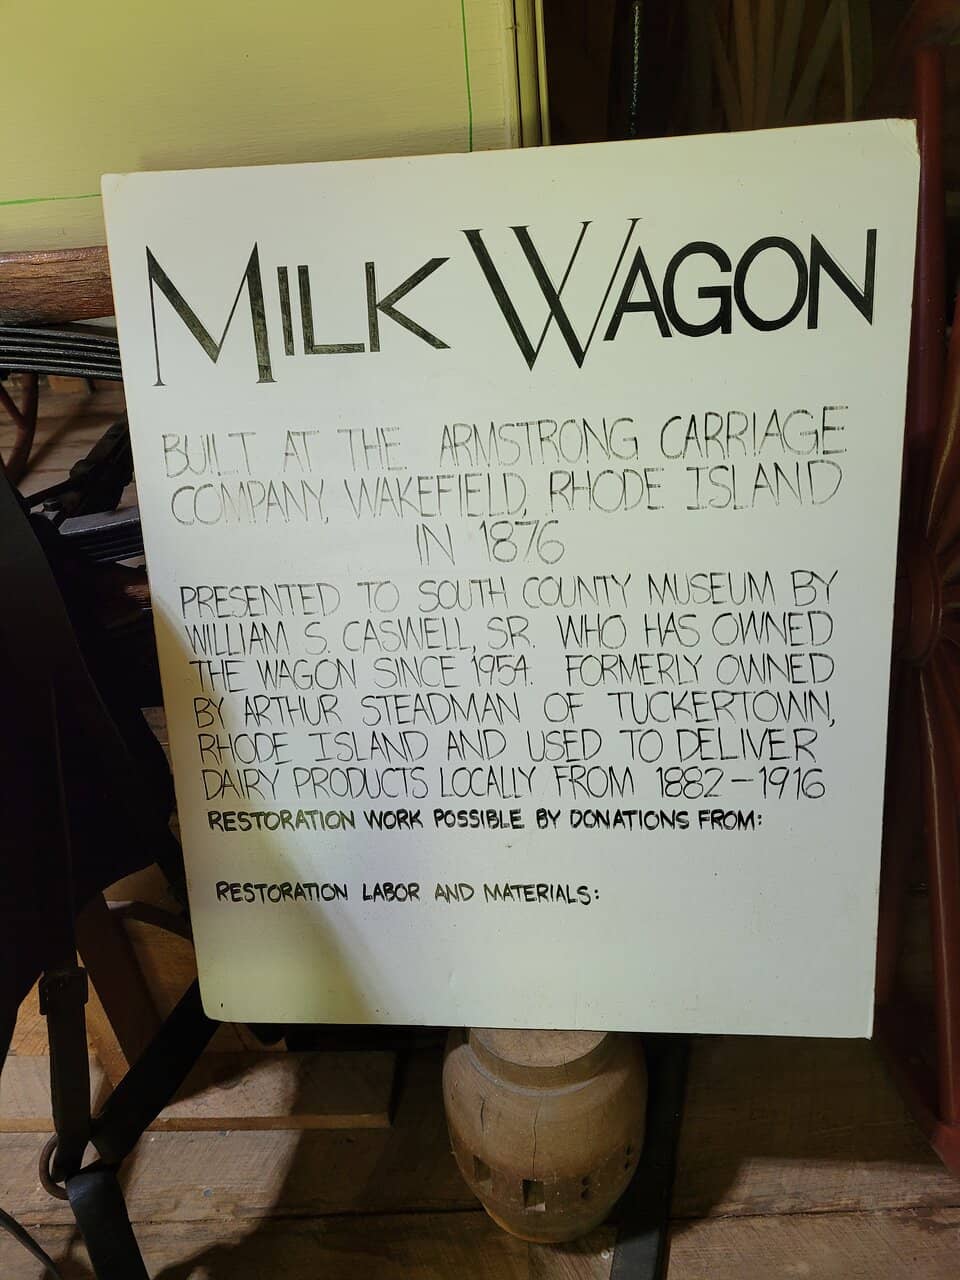 MILK WAGON
BUILT AT THE ARMSTRONG CARRIAGE
COMPANY, WAKEFIELD, RHODE ISLAND
IN 1876
PRESENTED TO SOUTH COUNTY MUSEUM BY
WILLIAM S. CASWELL, SR. WHO HAS OWNED
THE WAGON SINCE 1954. FORMERLY OWNED
BY ARTHUR STEADMAN OF TUCKERTOWN,
RHODE ISLAND AND USED TO DELIVER
DAIRY PRODUCTS LOCALLY FROM 1882-1916
RESTORATION WORK POSSIBLE BY DONATIONS FROM:
RESTORATION LABOR AND MATERIALS: